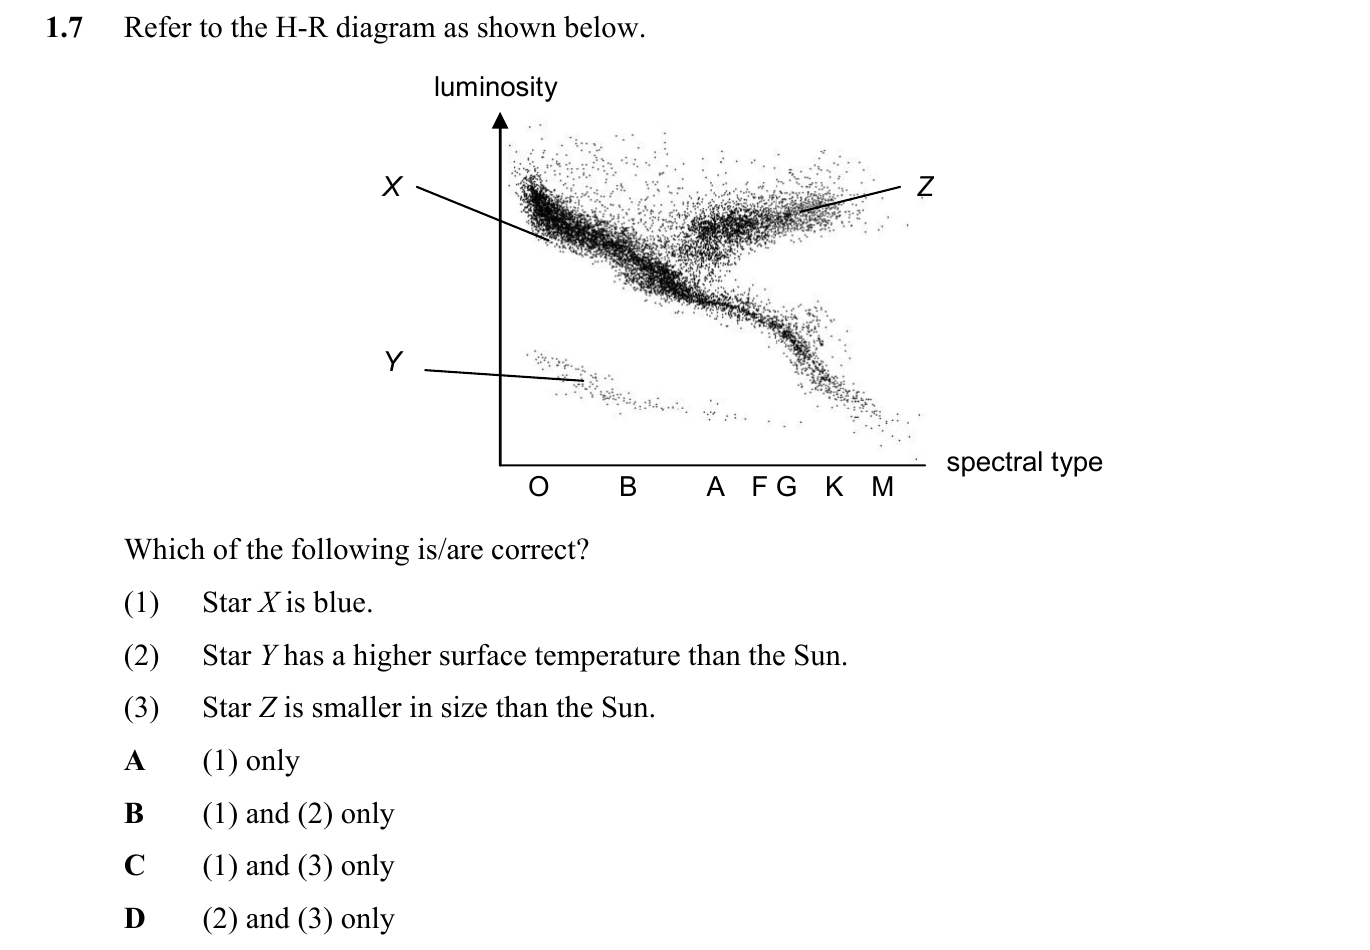 1.7 Refer to the H-R diagram as shown below.
luminosity
X
Z
Y
spectral type
O B A F G K M
Which of the following is/are correct?
(1) Star X is blue.
(2) Star Y has a higher surface temperature than the Sun.
(3) Star Z is smaller in size than the Sun.
A (1) only
B (1) and (2) only
C (1) and (3) only
D (2) and (3) only